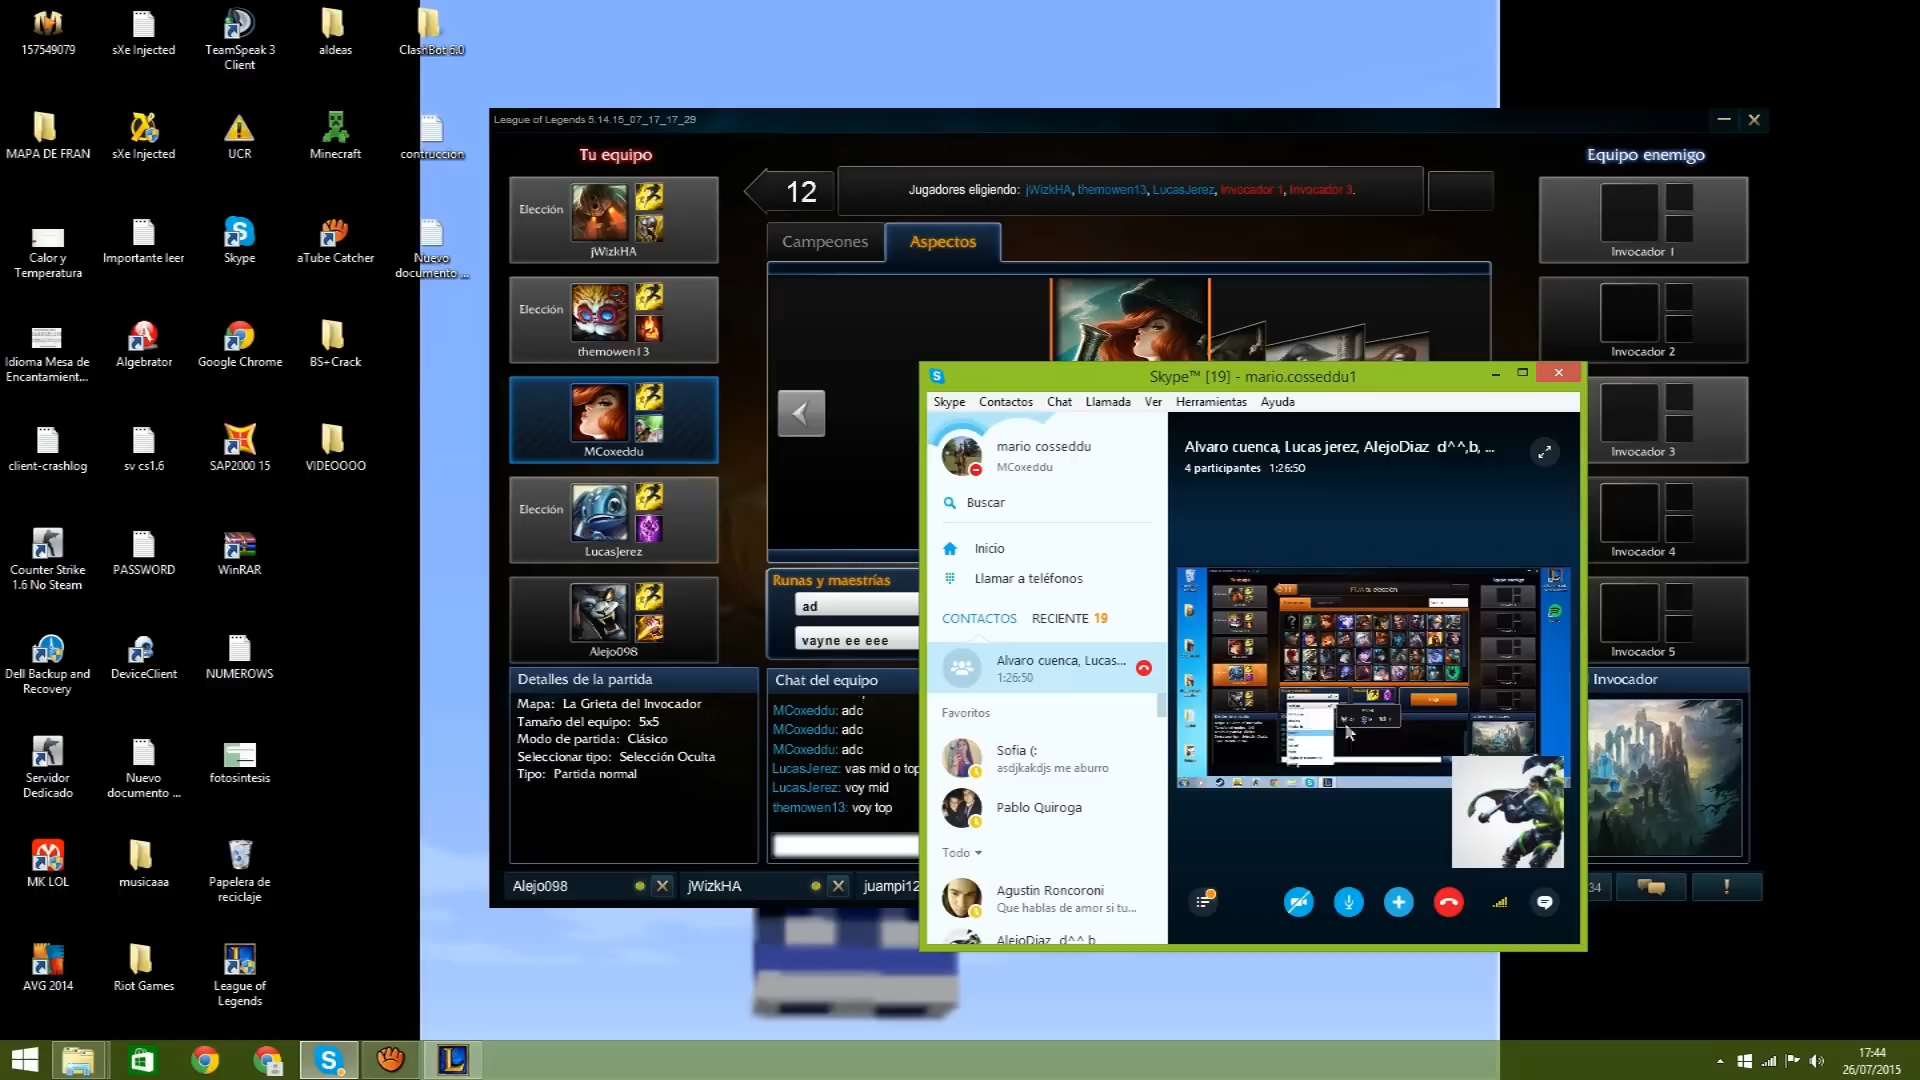 157549079
sXe Injected
TeamSpeak 3
Client
aldeas
ClashBot 6.0
MAPA DE FRAN
sXe Injected
UCR
Minecraft
contruccion
Calor y
Temperatura
Importante leer
Skype
aTube Catcher
Nuevo
documento ...
Idioma Mesa de
Encantamient...
Algebrator
Google Chrome
BS+Crack
client-crashlog
sv cs1.6
SAP2000 15
VIDEOOOO
Counter Strike
1.6 No Steam
PASSWORD
WinRAR
Dell Backup and
Recovery
DeviceClient
NUMEROWS
Servidor
Dedicado
Nuevo
documento ...
fotosintesis
MK LOL
musicaaa
Papelera de
reciclaje
AVG 2014
Riot Games
League of
Legends
League of Legends 5.14.15_07_17_17_29
Tu equipo
Elección
jWizkHA
Elección
themowen13
MCoxeddu
Elección
LucasJerez
Alejo098
12
Jugadores eligiendo: jWizkHA, themowen13, LucasJerez, Invocador 1, Invocador 3.
Campeones
Aspectos
Equipo enemigo
Invocador 1
Invocador 2
Invocador 3
Invocador 4
Invocador 5
Runas y maestrías
ad
vayne ee eee
Detalles de la partida
Mapa: La Grieta del Invocador
Tamaño del equipo: 5x5
Modo de partida: Clásico
Seleccionar tipo: Selección Oculta
Tipo: Partida normal
Chat del equipo
MCoxeddu: adc
MCoxeddu: adc
MCoxeddu: adc
LucasJerez: vas mid o top
LucasJerez: voy mid
themowen13: voy top
Invocador
Alejo098
jWizkHA
juampi12
34
Skype™ [19] - mario.cosseddu1
Skype Contactos Chat Llamada Ver Herramientas Ayuda
mario cosseddu
MCoxeddu
Buscar
Inicio
Llamar a teléfonos
CONTACTOS RECIENTE 19
Alvaro cuenca, Lucas...
1:26:50
Favoritos
Sofia (:
asdjkakdjs me aburro
Pablo Quiroga
Todo
Agustin Roncoroni
Que hablas de amor si tu...
AlejoDiaz d^^ b
Alvaro cuenca, Lucas jerez, AlejoDiaz d^^,b, ...
4 participantes 1:26:50
17:44
26/07/2015